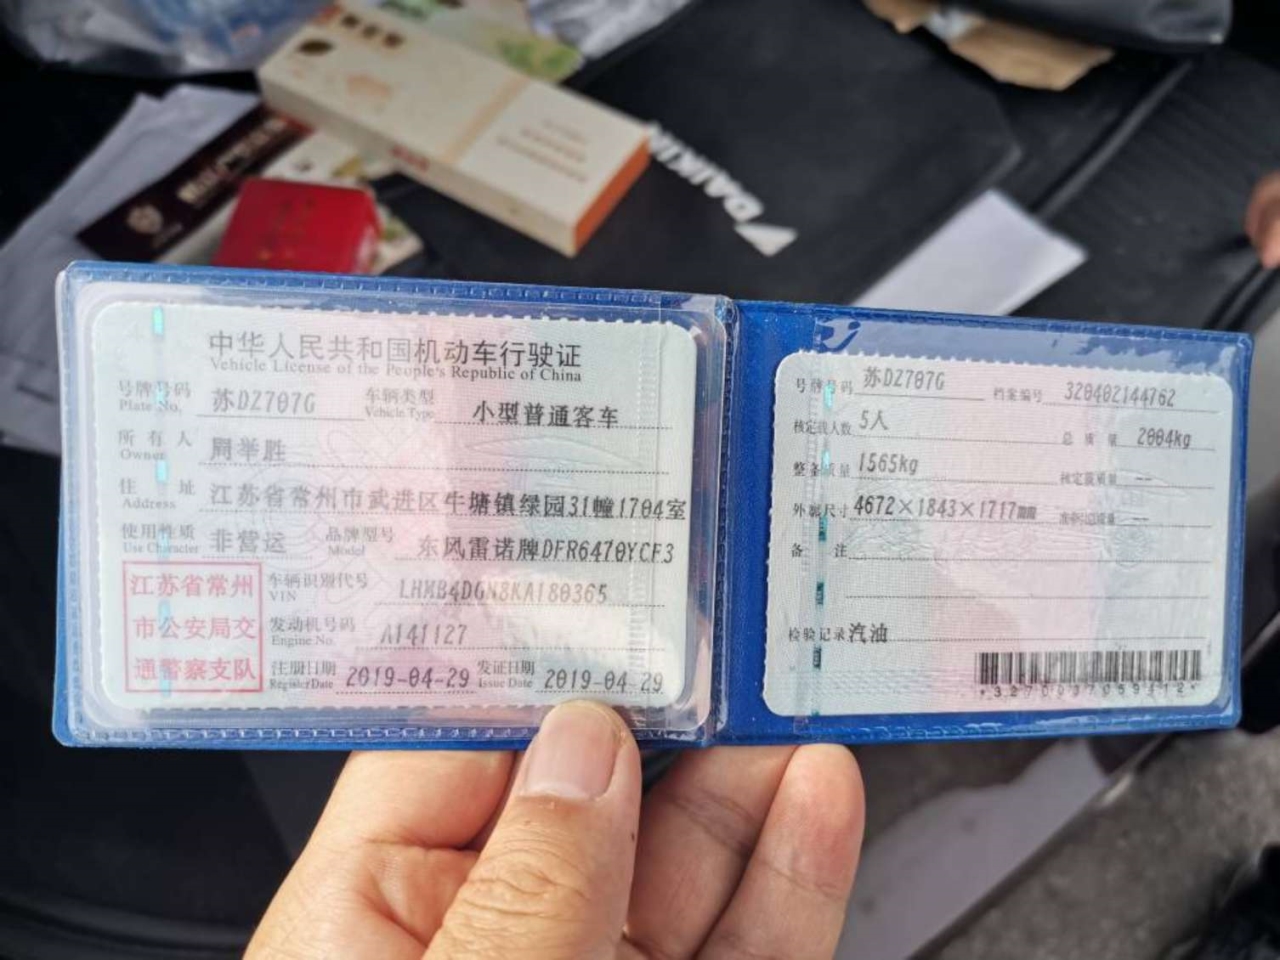 DAIKIN
中华人民共和国机动车行驶证
Vehicle License of the People's Republic of China
号牌号码 苏DZ707G 车辆类型 小型普通客车
Plate No. Vehicle Type
所有人 周举胜
Owner
住址 江苏省常州市武进区牛塘镇绿园31幢1704室
Address
使用性质 非营运 品牌型号 东风雷诺牌DFR6470YCF3
Use Character Model
江苏省常州
市公安局交
通警察支队
车辆识别代号 LHMB4DGN8KA180365
VIN
发动机号码 A141127
Engine No.
注册日期 2019-04-29 发证日期 2019-04-29
Register Date Issue Date
号牌号码 苏DZ707G 档案编号 320402144762
核定载人数 5人 总质量 2004kg
整备质量 1565kg 核定载质量 --
外廓尺寸 4672×1843×1717mm 准牵引总质量 --
备注
检验记录 汽油